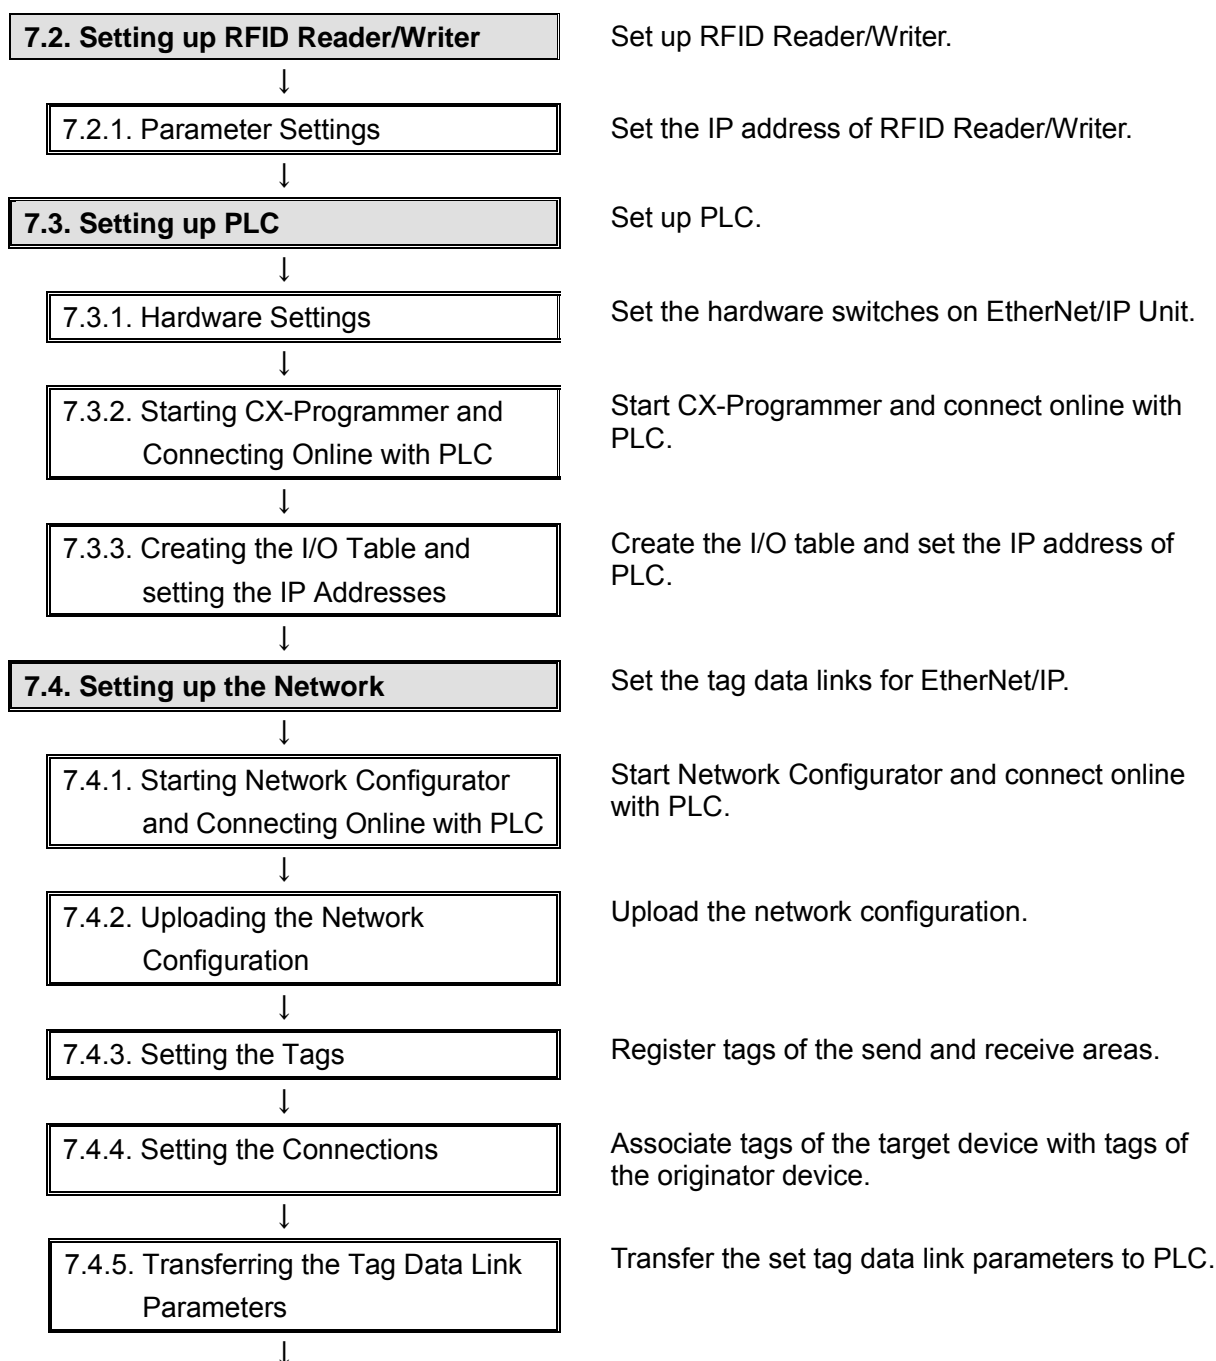 7.2. Setting up RFID Reader/Writer
Set up RFID Reader/Writer.
↓
7.2.1. Parameter Settings
Set the IP address of RFID Reader/Writer.
↓
7.3. Setting up PLC
Set up PLC.
↓
7.3.1. Hardware Settings
Set the hardware switches on EtherNet/IP Unit.
↓
7.3.2. Starting CX-Programmer and
Connecting Online with PLC
Start CX-Programmer and connect online with
PLC.
↓
7.3.3. Creating the I/O Table and
setting the IP Addresses
Create the I/O table and set the IP address of
PLC.
↓
7.4. Setting up the Network
Set the tag data links for EtherNet/IP.
↓
7.4.1. Starting Network Configurator
and Connecting Online with PLC
Start Network Configurator and connect online
with PLC.
↓
7.4.2. Uploading the Network
Configuration
Upload the network configuration.
↓
7.4.3. Setting the Tags
Register tags of the send and receive areas.
↓
7.4.4. Setting the Connections
Associate tags of the target device with tags of
the originator device.
↓
7.4.5. Transferring the Tag Data Link
Parameters
Transfer the set tag data link parameters to PLC.
↓